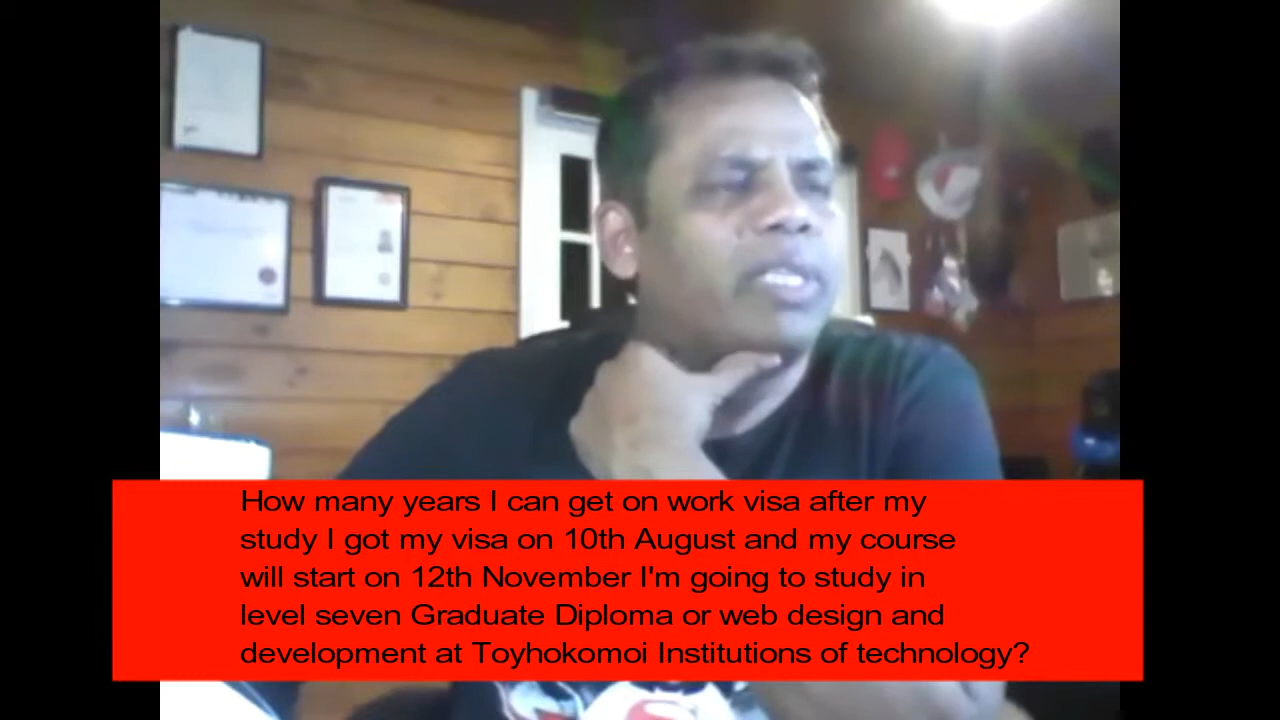 How many years I can get on work visa after my
study I got my visa on 10th August and my course
will start on 12th November I'm going to study in
level seven Graduate Diploma or web design and
development at Toyhokomoi Institutions of technology?